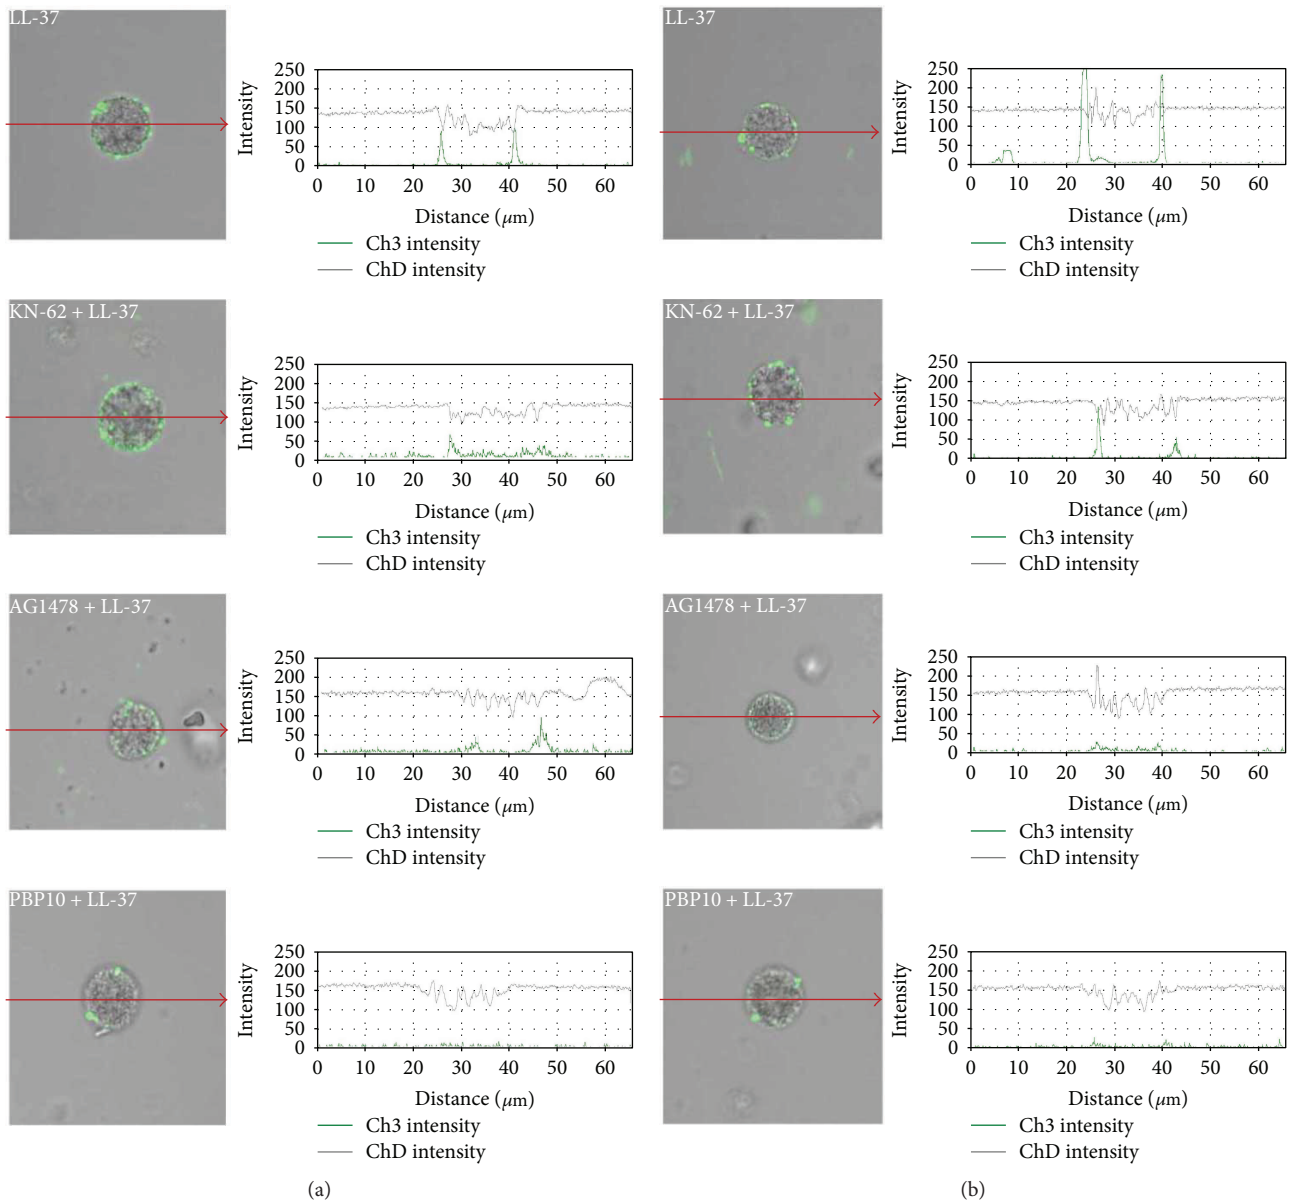 LL-37
250
200
150
100
50
0
Intensity
0 10 20 30 40 50 60
Distance (μm)
Ch3 intensity
ChD intensity
LL-37
250
200
150
100
50
0
Intensity
0 10 20 30 40 50 60
Distance (μm)
Ch3 intensity
ChD intensity
KN-62 + LL-37
250
200
150
100
50
0
Intensity
0 10 20 30 40 50 60
Distance (μm)
Ch3 intensity
ChD intensity
KN-62 + LL-37
250
200
150
100
50
0
Intensity
0 10 20 30 40 50 60
Distance (μm)
Ch3 intensity
ChD intensity
AG1478 + LL-37
250
200
150
100
50
0
Intensity
0 10 20 30 40 50 60
Distance (μm)
Ch3 intensity
ChD intensity
AG1478 + LL-37
250
200
150
100
50
0
Intensity
0 10 20 30 40 50 60
Distance (μm)
Ch3 intensity
ChD intensity
PBP10 + LL-37
250
200
150
100
50
0
Intensity
0 10 20 30 40 50 60
Distance (μm)
Ch3 intensity
ChD intensity
PBP10 + LL-37
250
200
150
100
50
0
Intensity
0 10 20 30 40 50 60
Distance (μm)
Ch3 intensity
ChD intensity
(a)
(b)